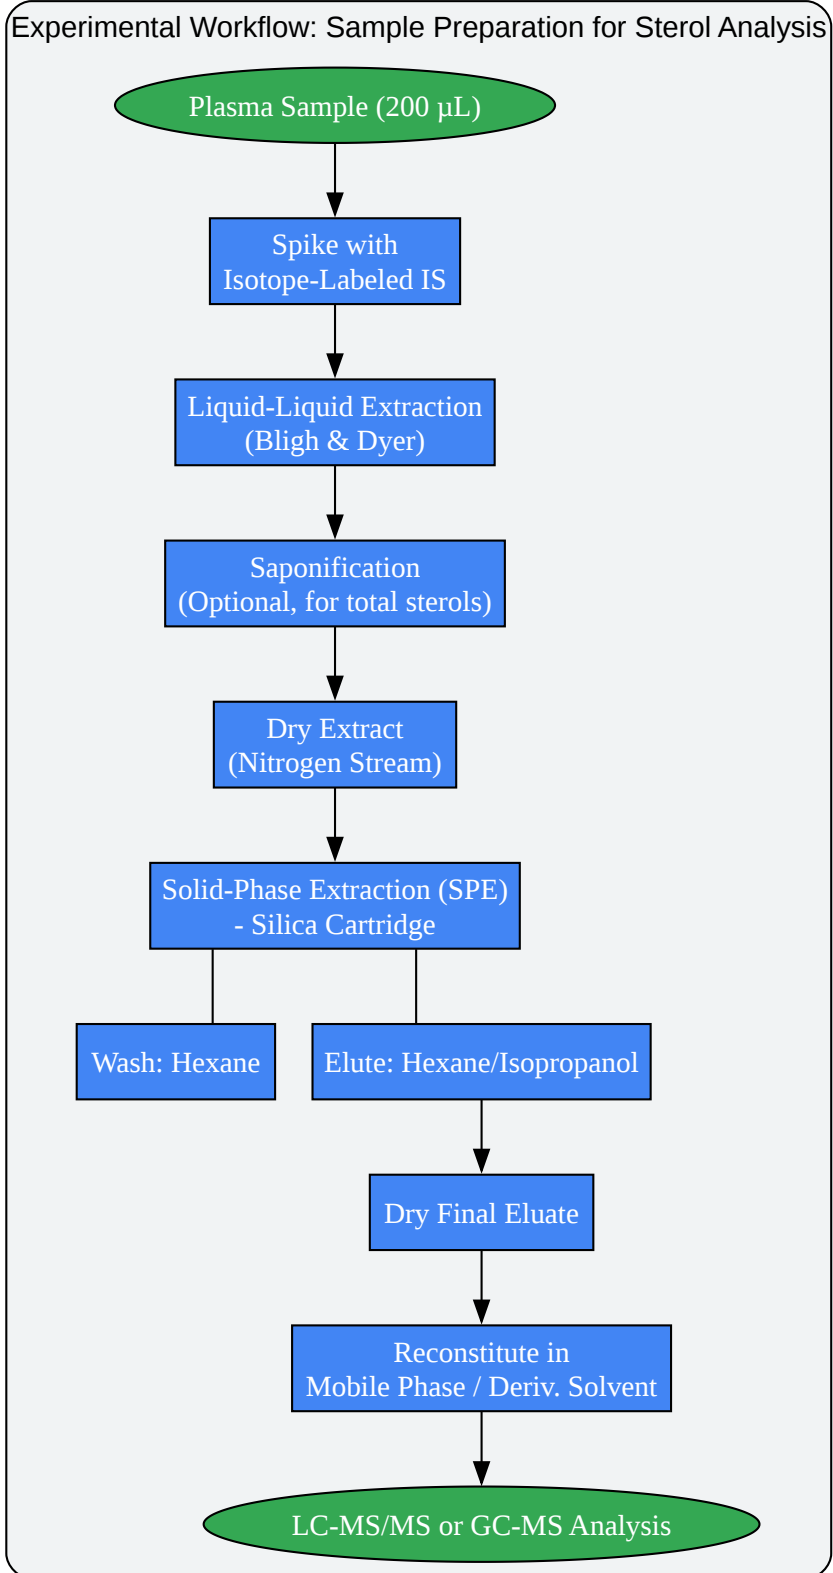 Experimental Workflow: Sample Preparation for Sterol Analysis
Plasma Sample (200 µL)
Spike with
Isotope-Labeled IS
Liquid-Liquid Extraction
(Bligh & Dyer)
Saponification
(Optional, for total sterols)
Dry Extract
(Nitrogen Stream)
Solid-Phase Extraction (SPE)
- Silica Cartridge
Wash: Hexane
Elute: Hexane/Isopropanol
Dry Final Eluate
Reconstitute in
Mobile Phase / Deriv. Solvent
LC-MS/MS or GC-MS Analysis